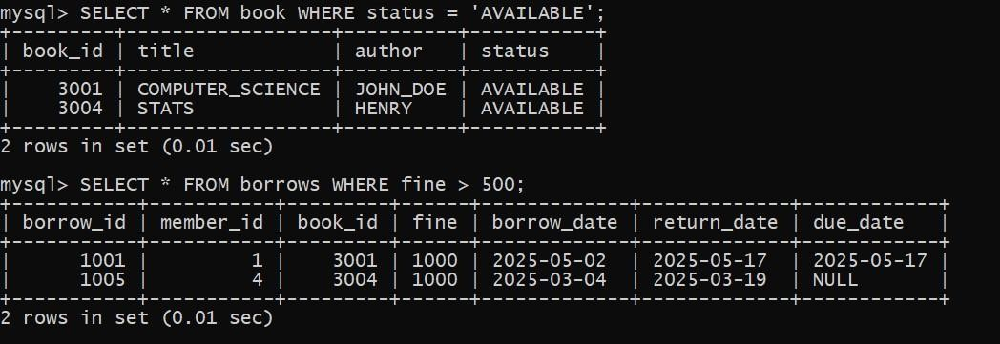 mysql> SELECT * FROM book WHERE status = 'AVAILABLE';
+---------+------------------+-----------+-----------+
| book_id | title            | author    | status    |
+---------+------------------+-----------+-----------+
|    3001 | COMPUTER_SCIENCE | JOHN_DOE | AVAILABLE |
|    3004 | STATS            | HENRY    | AVAILABLE |
+---------+------------------+-----------+-----------+
2 rows in set (0.01 sec)
mysql> SELECT * FROM borrows WHERE fine > 500;
+-----------+-----------+---------+------+-------------+-------------+------------+
| borrow_id | member_id | book_id | fine | borrow_date | return_date | due_date   |
+-----------+-----------+---------+------+-------------+-------------+------------+
|      1001 |         1 |    3001 | 1000 | 2025-05-02 | 2025-05-17 | 2025-05-17 |
|      1005 |         4 |    3004 | 1000 | 2025-03-04 | 2025-03-19 | NULL       |
+-----------+-----------+---------+------+-------------+-------------+------------+
2 rows in set (0.01 sec)